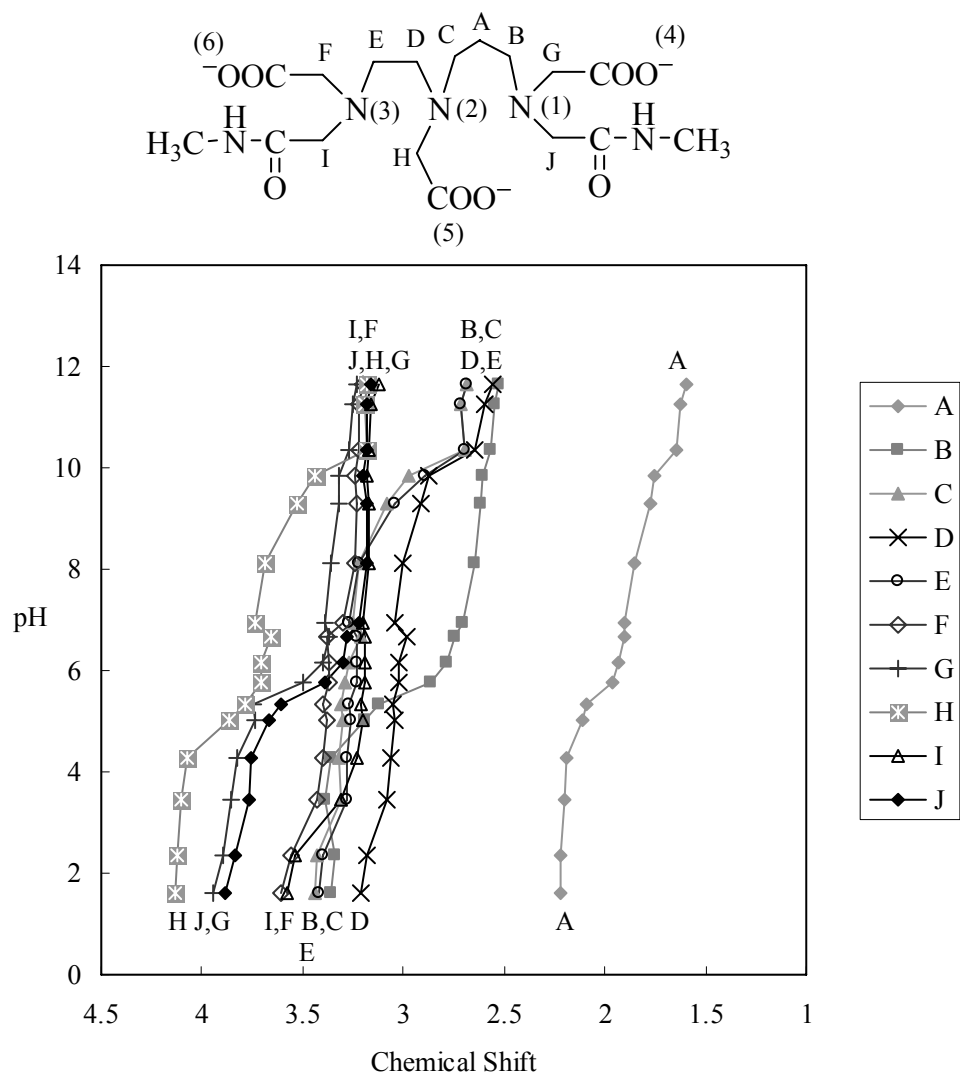 A
E D C B
(6) F G (4)
⁻OOC COO⁻
N(3) N(2) N(1)
H H
H₃C N C C N CH₃
I H J
O O
COO⁻
(5)
14
12
10
8
6
4
2
0
pH
I,F B,C
J,H,G D,E A
H J,G I,F B,C D A
E
4.5 4 3.5 3 2.5 2 1.5 1
Chemical Shift
A
B
C
D
E
F
G
H
I
J